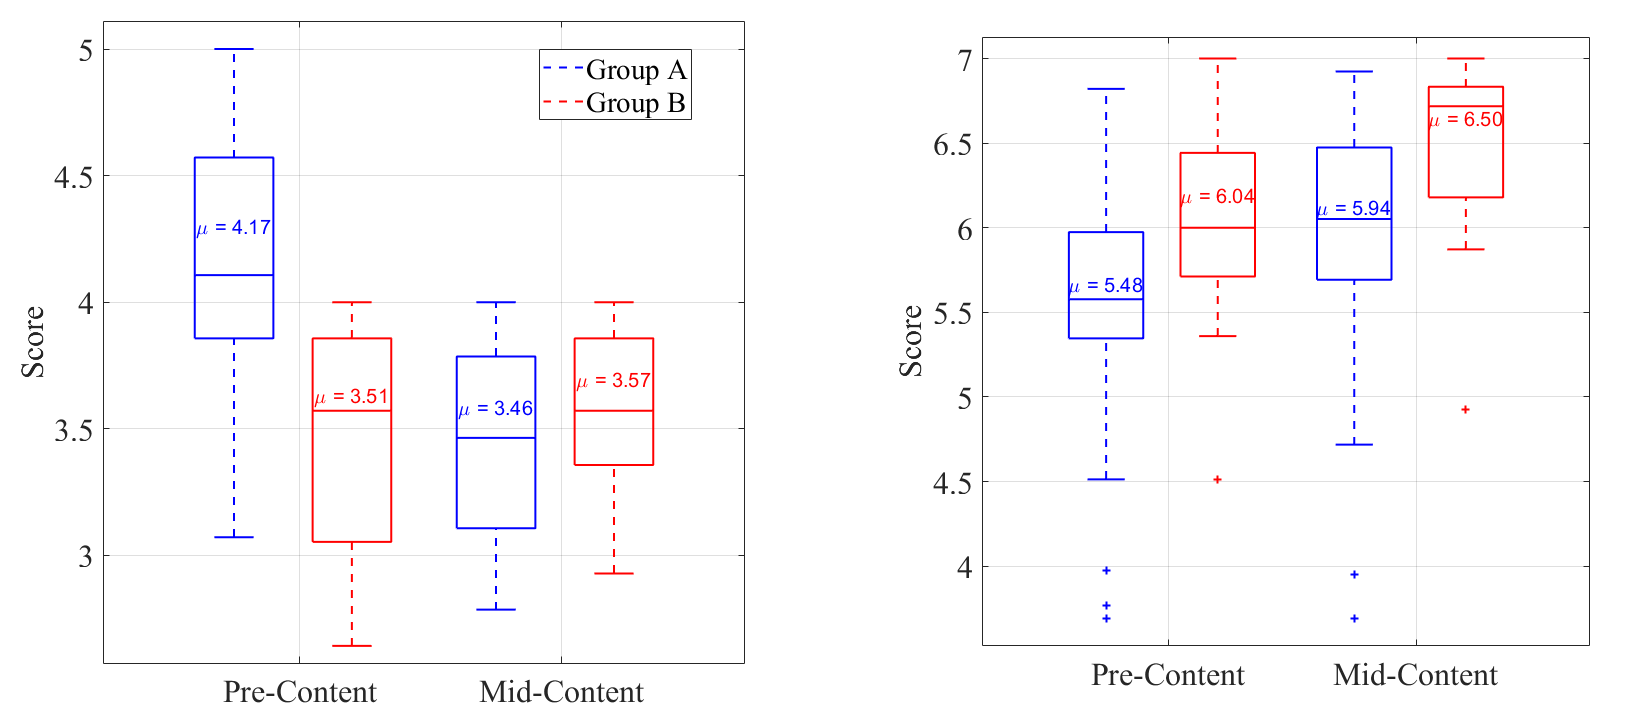 5
4.5
4
3.5
3
Score
Group A
Group B
μ = 4.17
μ = 3.51
μ = 3.46
μ = 3.57
Pre-Content
Mid-Content
7
6.5
6
5.5
5
4.5
4
Score
μ = 5.48
μ = 6.04
μ = 5.94
μ = 6.50
Pre-Content
Mid-Content